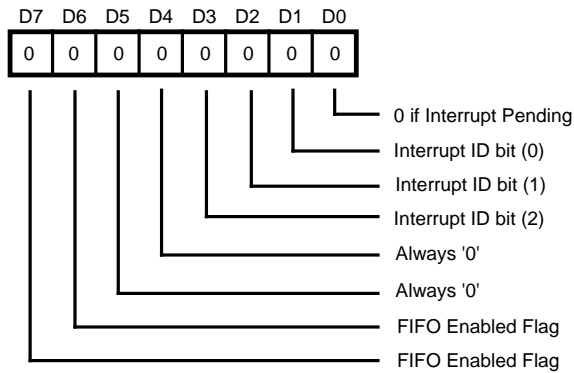 D7 D6 D5 D4 D3 D2 D1 D0
0 0 0 0 0 0 0 0
0 if Interrupt Pending
Interrupt ID bit (0)
Interrupt ID bit (1)
Interrupt ID bit (2)
Always '0'
Always '0'
FIFO Enabled Flag
FIFO Enabled Flag